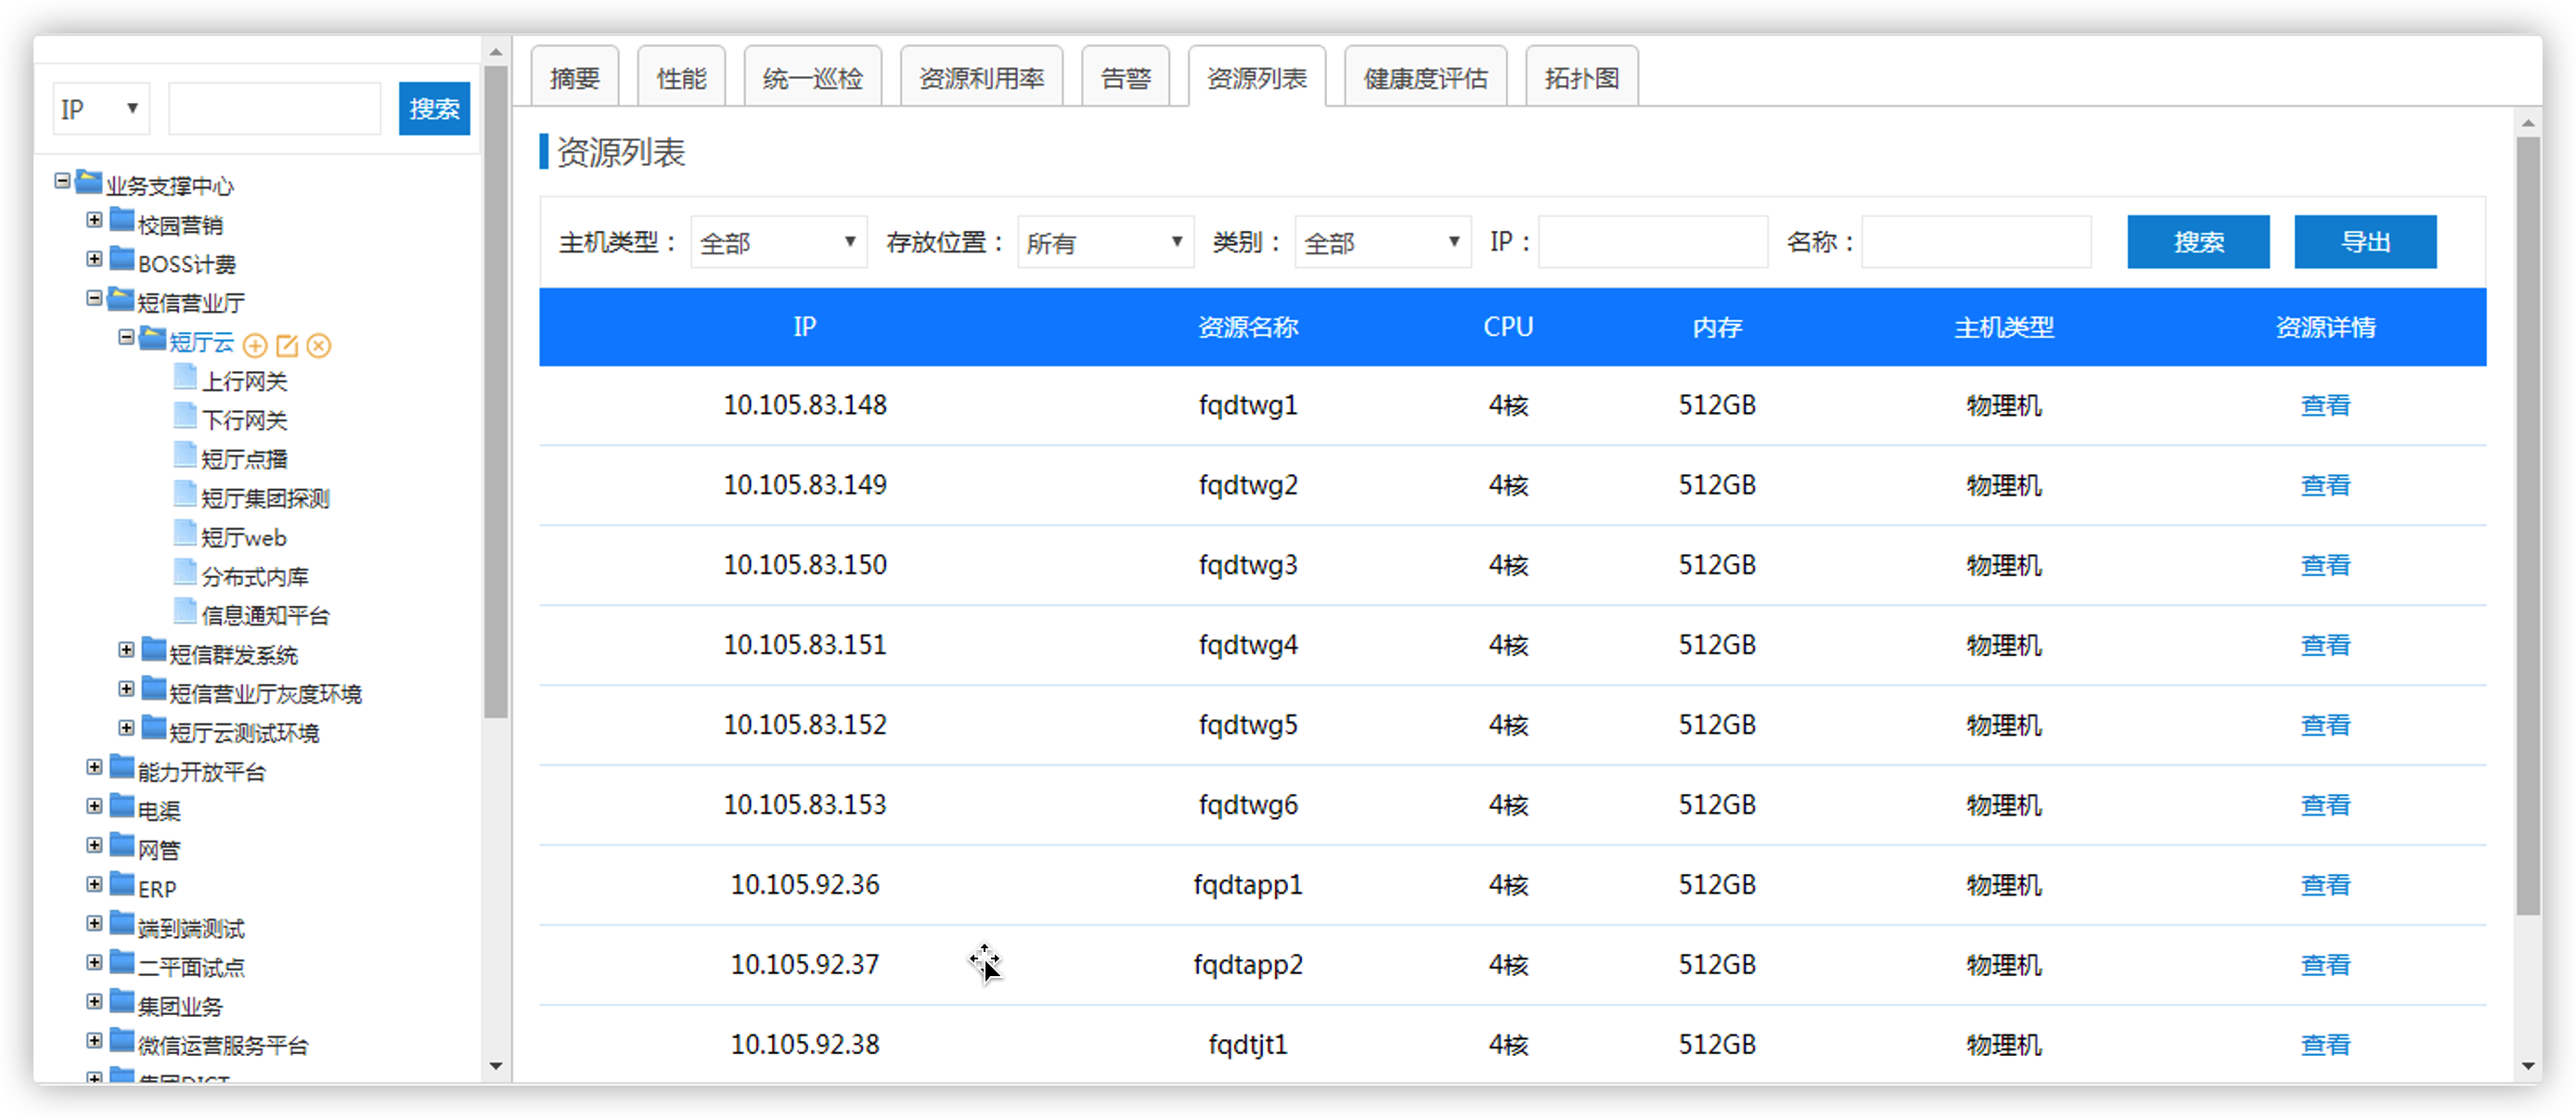 IP
搜索
业务支撑中心
校园营销
BOSS计费
短信营业厅
短厅云
上行网关
下行网关
短厅点播
短厅集团探测
短厅web
分布式内库
信息通知平台
短信群发系统
短信营业厅灰度环境
短厅云测试环境
能力开放平台
电渠
网管
ERP
端到端测试
二平面试点
集团业务
微信运营服务平台
集团DICT
摘要 性能 统一巡检 资源利用率 告警 资源列表 健康度评估 拓扑图
资源列表
主机类型： 全部 存放位置： 所有 类别： 全部 IP： 名称： 搜索 导出
IP 资源名称 CPU 内存 主机类型 资源详情
10.105.83.148 fqdtwg1 4核 512GB 物理机 查看
10.105.83.149 fqdtwg2 4核 512GB 物理机 查看
10.105.83.150 fqdtwg3 4核 512GB 物理机 查看
10.105.83.151 fqdtwg4 4核 512GB 物理机 查看
10.105.83.152 fqdtwg5 4核 512GB 物理机 查看
10.105.83.153 fqdtwg6 4核 512GB 物理机 查看
10.105.92.36 fqdtapp1 4核 512GB 物理机 查看
10.105.92.37 fqdtapp2 4核 512GB 物理机 查看
10.105.92.38 fqdtjt1 4核 512GB 物理机 查看